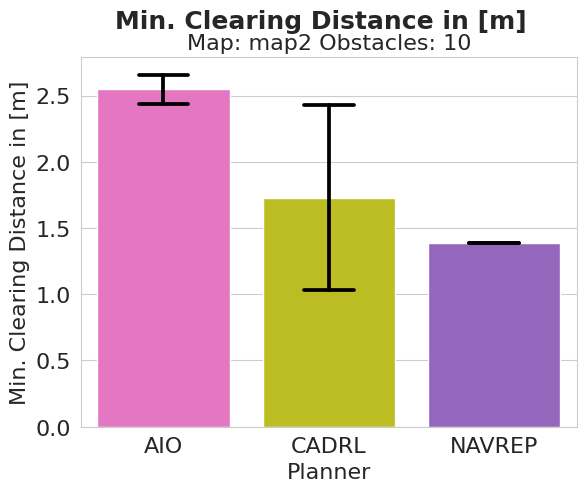 Min. Clearing Distance in [m]
Map: map2 Obstacles: 10
Min. Clearing Distance in [m]
2.5
2.0
1.5
1.0
0.5
0.0
AIO
CADRL
NAVREP
Planner